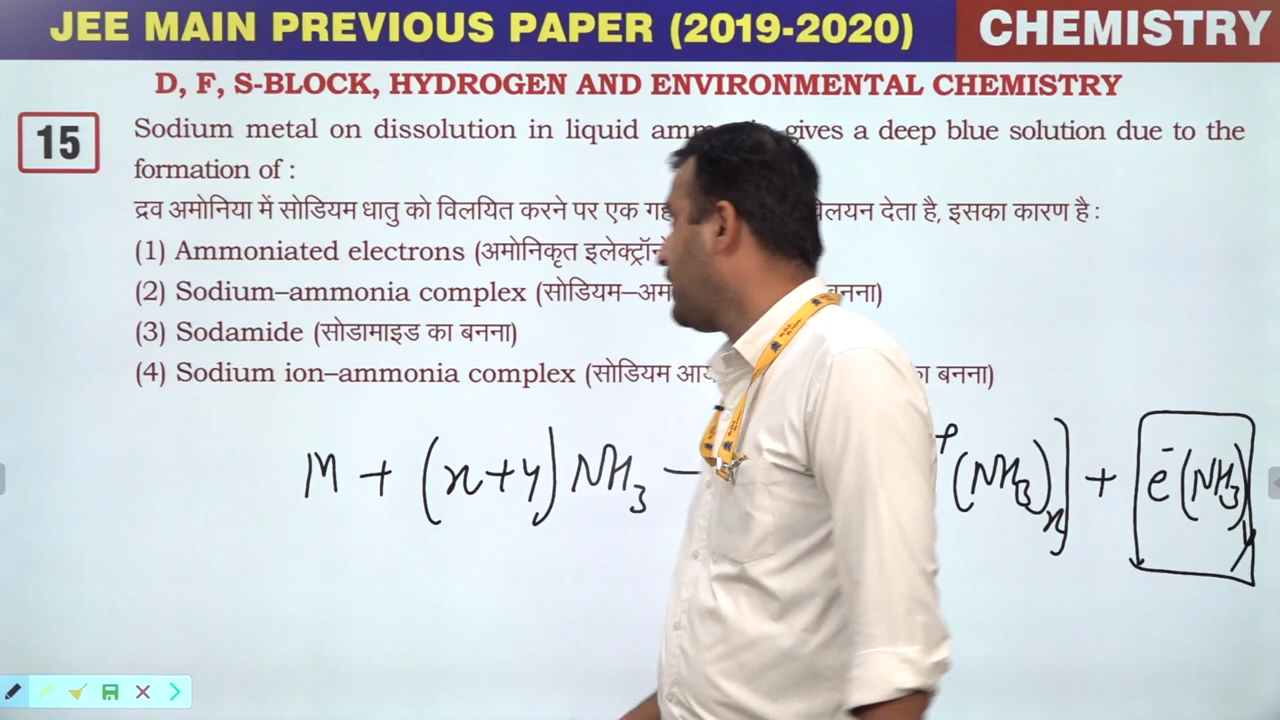 JEE MAIN PREVIOUS PAPER (2019-2020) CHEMISTRY
D, F, S-BLOCK, HYDROGEN AND ENVIRONMENTAL CHEMISTRY
15 Sodium metal on dissolution in liquid gives a deep blue solution due to the
formation of :
द्रव अमोनिया में सोडियम धातु को विलयित करने पर एक देता है, इसका कारण है :
(1) Ammoniated electrons (अमोनिकृत
(2) Sodium–ammonia complex (सोडियम– बनना)
(3) Sodamide (सोडामाइड का बनना)
(4) Sodium ion–ammonia complex (सोडियम बनना)
M + (x+y) NH₃ — ⁺(NH₃)ₓ] + e⁻(NH₃)y